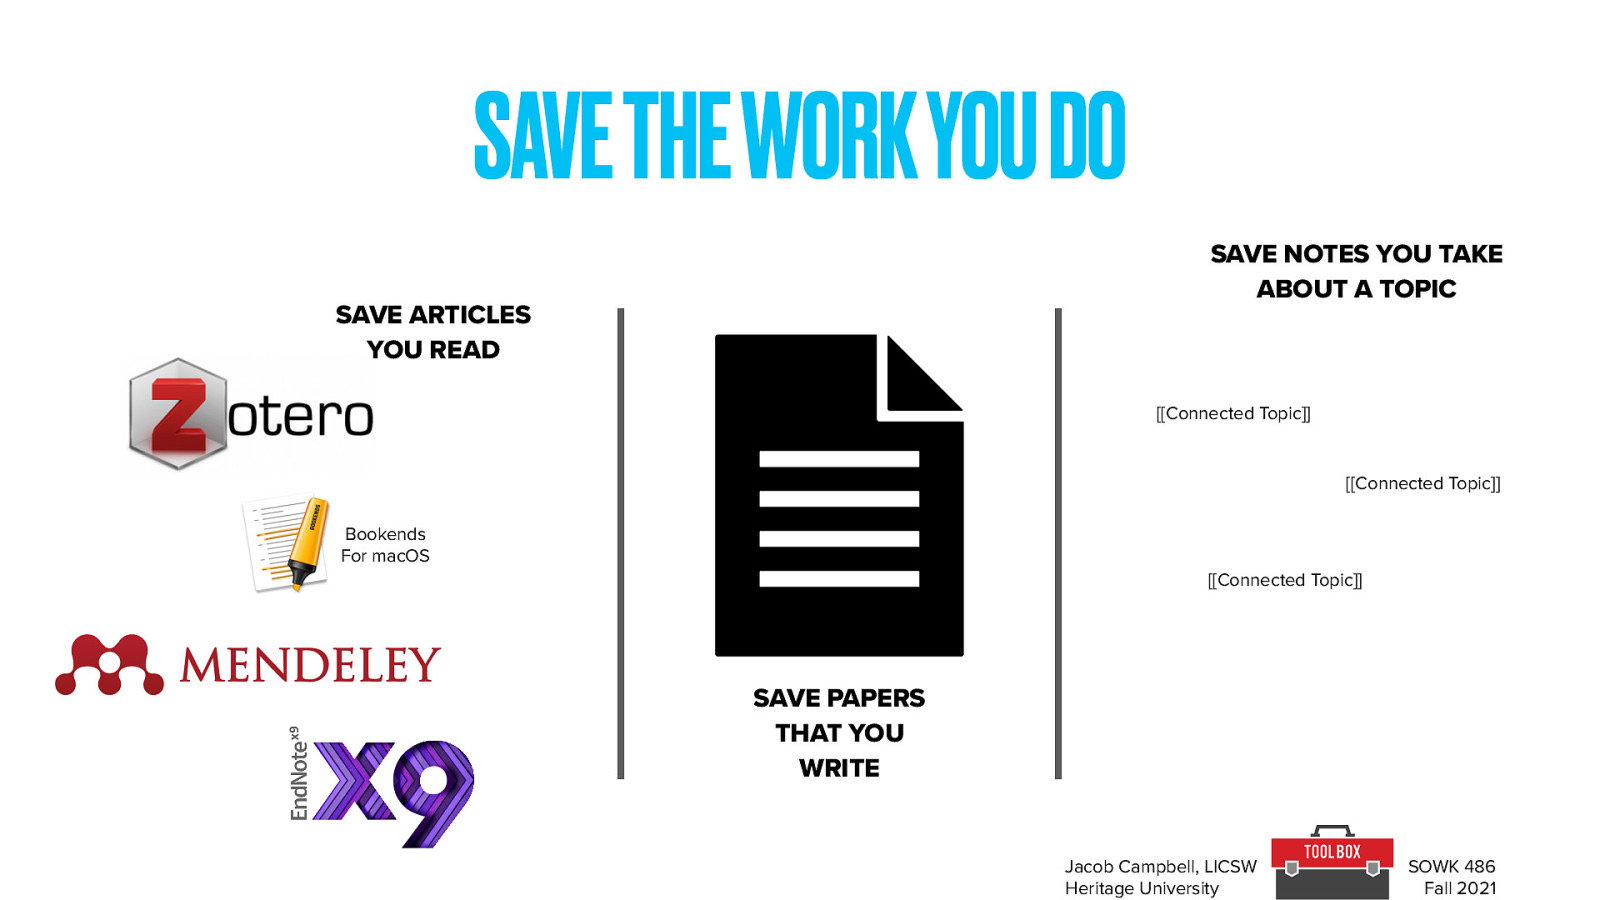 SAVE THE WORK YOU DO
SAVE ARTICLES
YOU READ
Zotero
BOOKENDS
Bookends
For macOS
MENDELEY
EndNote x9
X9
SAVE PAPERS
THAT YOU
WRITE
SAVE NOTES YOU TAKE
ABOUT A TOPIC
[[Connected Topic]]
[[Connected Topic]]
[[Connected Topic]]
Jacob Campbell, LICSW
Heritage University
TOOLBOX
SOWK 486
Fall 2021